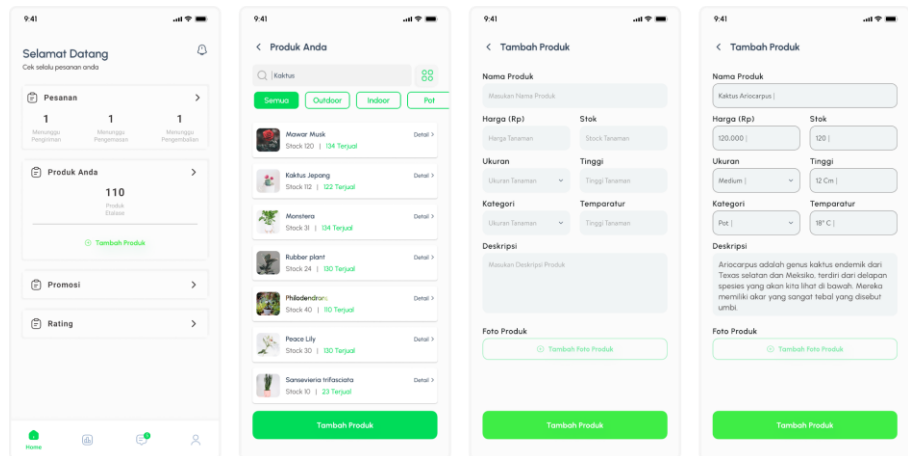 9:41
Selamat Datang
Cek selalu pesanan anda
Pesanan
1
1
1
Menunggu Pengiriman
Menunggu Pengemasan
Menunggu Pengembalian
Produk Anda
110
Produk
Etalase
Tambah Produk
Promosi
Rating
Home
9:41
Produk Anda
Kaktus
Semua
Outdoor
Indoor
Pot
Mawar Musk
Detail >
Stock 120 | 134 Terjual
Kaktus Jepang
Detail >
Stock 112 | 122 Terjual
Monstera
Detail >
Stock 31 | 134 Terjual
Rubber plant
Detail >
Stock 24 | 130 Terjual
Philodendrons
Detail >
Stock 40 | 110 Terjual
Peace Lily
Detail >
Stock 30 | 130 Terjual
Sansevieria trifasciata
Detail >
Stock 10 | 23 Terjual
Tambah Produk
9:41
Tambah Produk
Nama Produk
Masukan Nama Produk
Harga (Rp)
Stok
Harga Tanaman
Stock Tanaman
Ukuran
Tinggi
Ukuran Tanaman
Tinggi Tanaman
Kategori
Temparatur
Ukuran Tanaman
Tinggi Tanaman
Deskripsi
Masukan Deskripsi Produk
Foto Produk
Tambah Foto Produk
Tambah Produk
9:41
Tambah Produk
Nama Produk
Kaktus Ariocarpus |
Harga (Rp)
Stok
120.000 |
120 |
Ukuran
Tinggi
Medium |
12 Cm |
Kategori
Temparatur
Pot |
18° C |
Deskripsi
Ariocarpus adalah genus kaktus endemik dari
Texas selatan dan Meksiko, terdiri dari delapan
spesies yang akan kita lihat di bawah. Mereka
memiliki akar yang sangat tebal yang disebut
umbi.
Foto Produk
Tambah Foto Produk
Tambah Produk